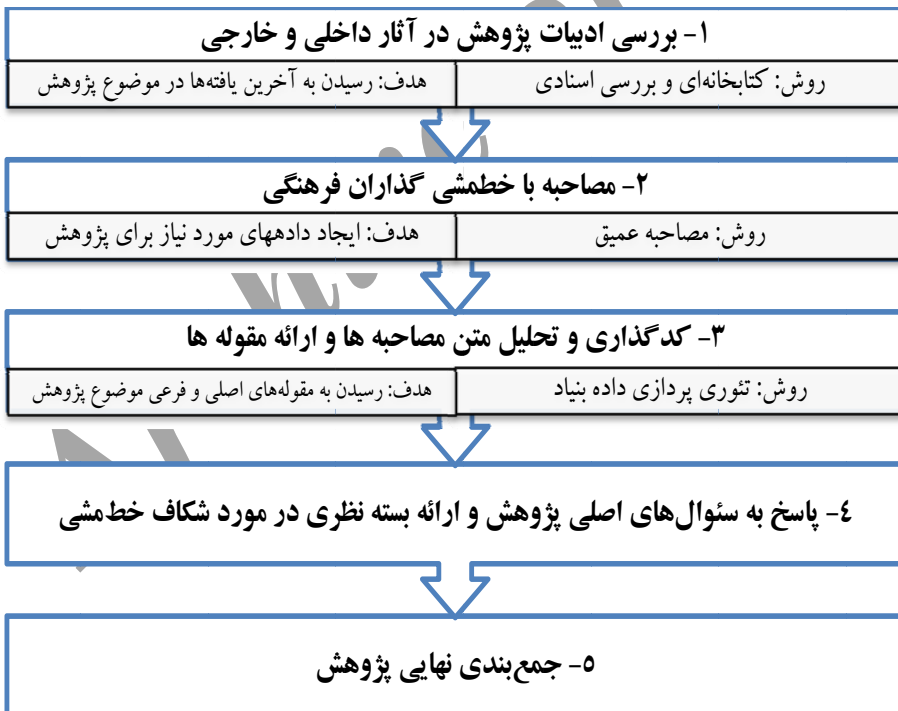 ۱- بررسی ادبیات پژوهش در آثار داخلی و خارجی
روش: کتابخانه‌ای و بررسی اسنادی
هدف: رسیدن به آخرین یافته‌ها در موضوع پژوهش
۲- مصاحبه با خطمشی گذاران فرهنگی
روش: مصاحبه عمیق
هدف: ایجاد دادههای مورد نیاز برای پژوهش
۳- کدگذاری و تحلیل متن مصاحبه ها و ارائه مقوله ها
روش: تئوری پردازی داده بنیاد
هدف: رسیدن به مقوله‌های اصلی و فرعی موضوع پژوهش
٤- پاسخ به سئوال‌های اصلی پژوهش و ارائه بسته نظری در مورد شکاف خط‌مشی
٥- جمع‌بندی نهایی پژوهش